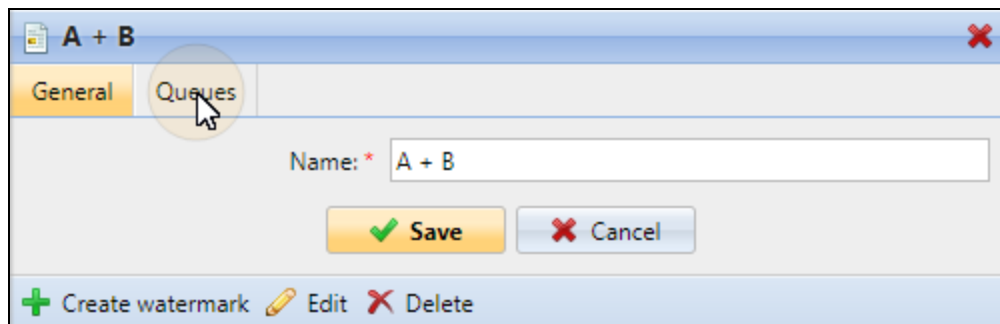 A + B
General Queues
Name: * A + B
Save Cancel
Create watermark Edit Delete